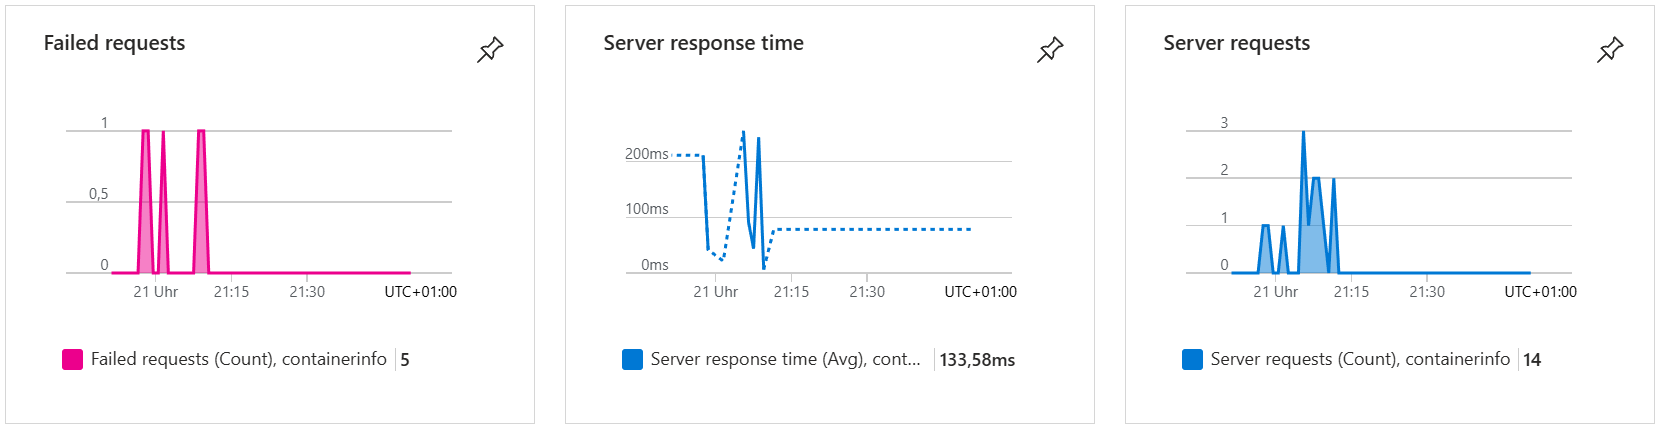 Failed requests
1
0,5
0
21 Uhr 21:15 21:30 UTC+01:00
Failed requests (Count), containerinfo 5
Server response time
200ms
100ms
0ms
21 Uhr 21:15 21:30 UTC+01:00
Server response time (Avg), cont... 133,58ms
Server requests
3
2
1
0
21 Uhr 21:15 21:30 UTC+01:00
Server requests (Count), containerinfo 14